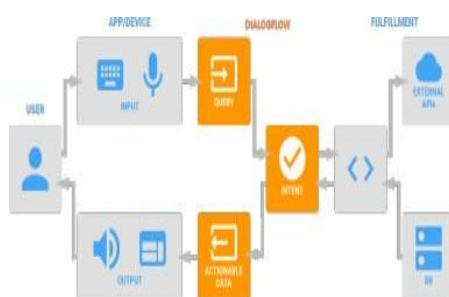 APP/DEVICE
DIALOGFLOW
FULFILLMENT
USER
INPUT
QUERY
EXTERNAL
APIs
INTENT
OUTPUT
ACTIONABLE
DATA
DB